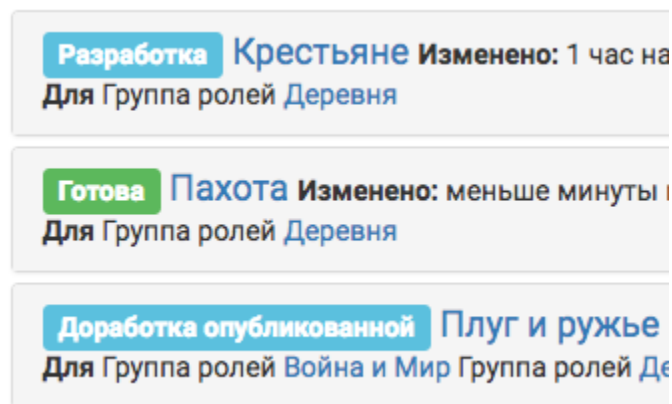 Разработка Крестьяне Изменено: 1 час
Для Группа ролей Деревня
Готова Пахота Изменено: меньше минуты
Для Группа ролей Деревня
Доработка опубликованной Плуг и ружье
Для Группа ролей Война и Мир Группа ролей